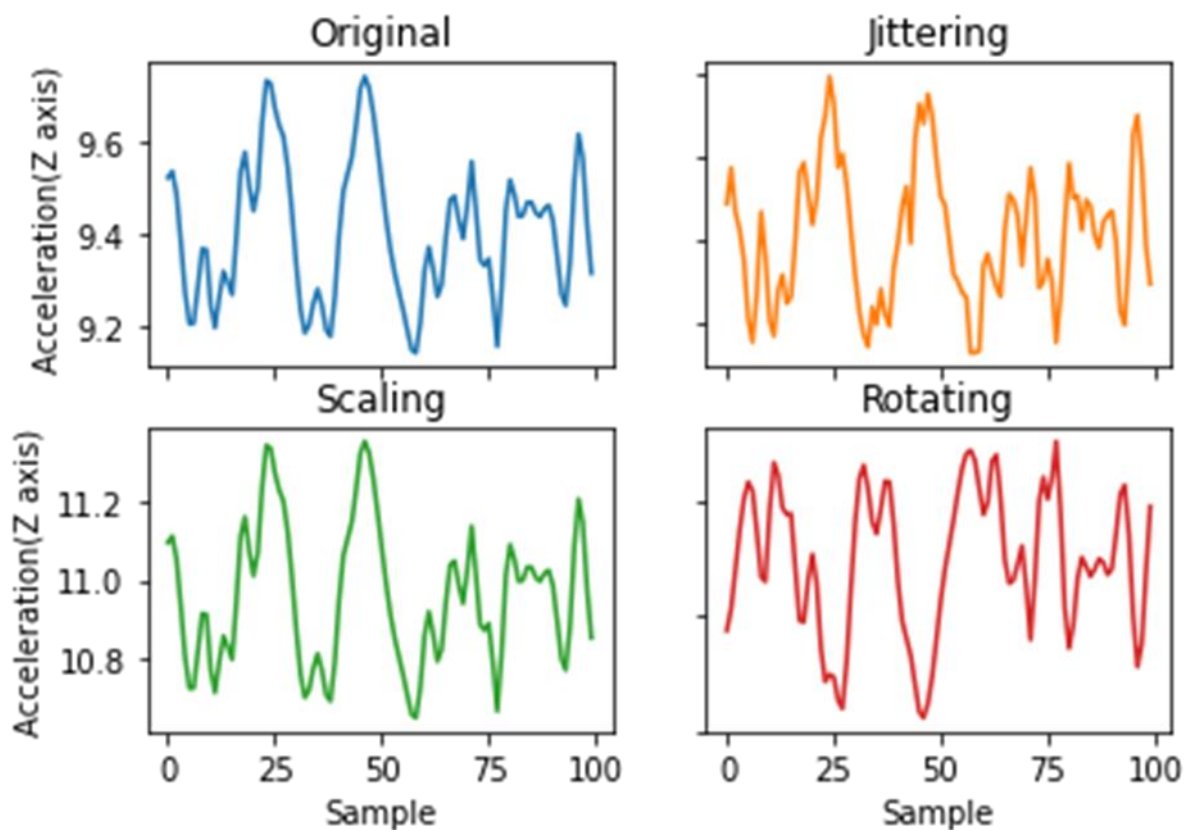 Original
Jittering
Acceleration(Z axis)
9.6
9.4
9.2
Scaling
Rotating
Acceleration(Z axis)
11.2
11.0
10.8
0 25 50 75 100
0 25 50 75 100
Sample
Sample